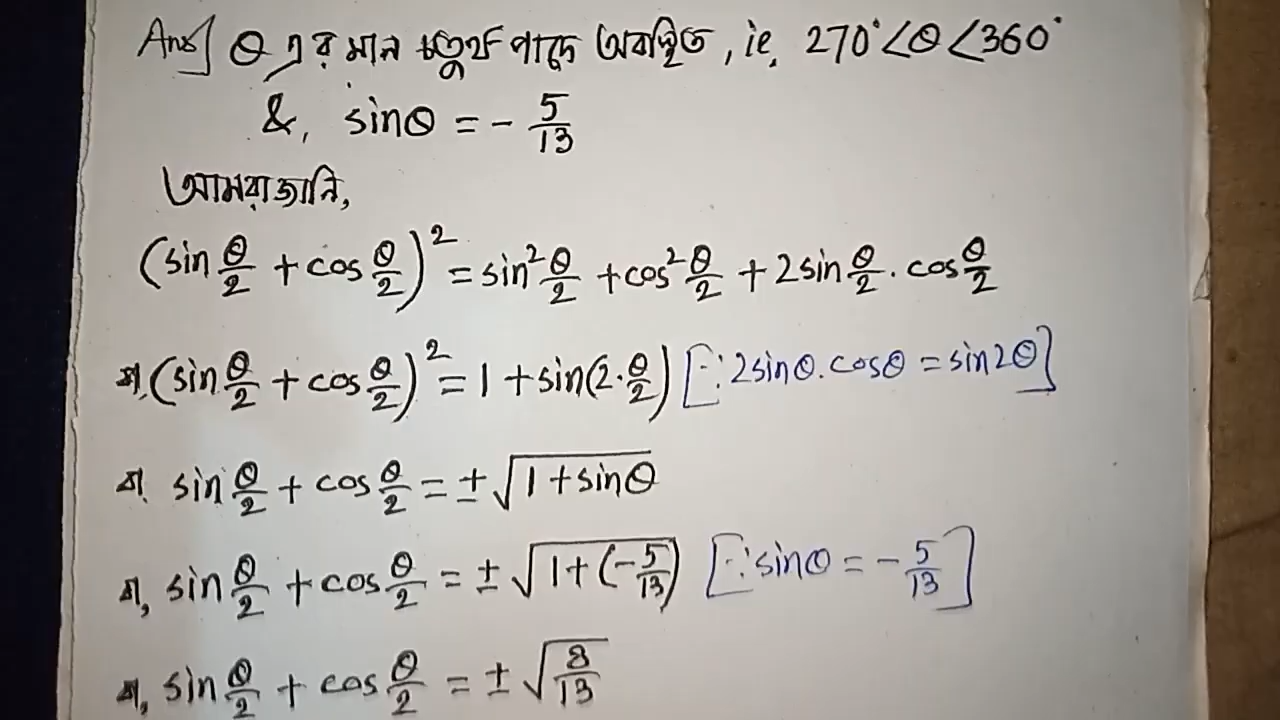 Ans] θ এর মান চতুর্থ পাদে অবস্থিত, ie, 270° < θ < 360°
&, sinθ = - 5/13
আমরা জানি,
(sin θ/2 + cos θ/2)² = sin² θ/2 + cos² θ/2 + 2sin θ/2 . cos θ/2
বা, (sin θ/2 + cos θ/2)² = 1 + sin(2·θ/2) [∵ 2sinθ.cosθ = sin2θ]
বা, sin θ/2 + cos θ/2 = ± √(1 + sinθ)
বা, sin θ/2 + cos θ/2 = ± √(1 + (-5/13)) [∵ sinθ = - 5/13]
বা, sin θ/2 + cos θ/2 = ± √(8/13)